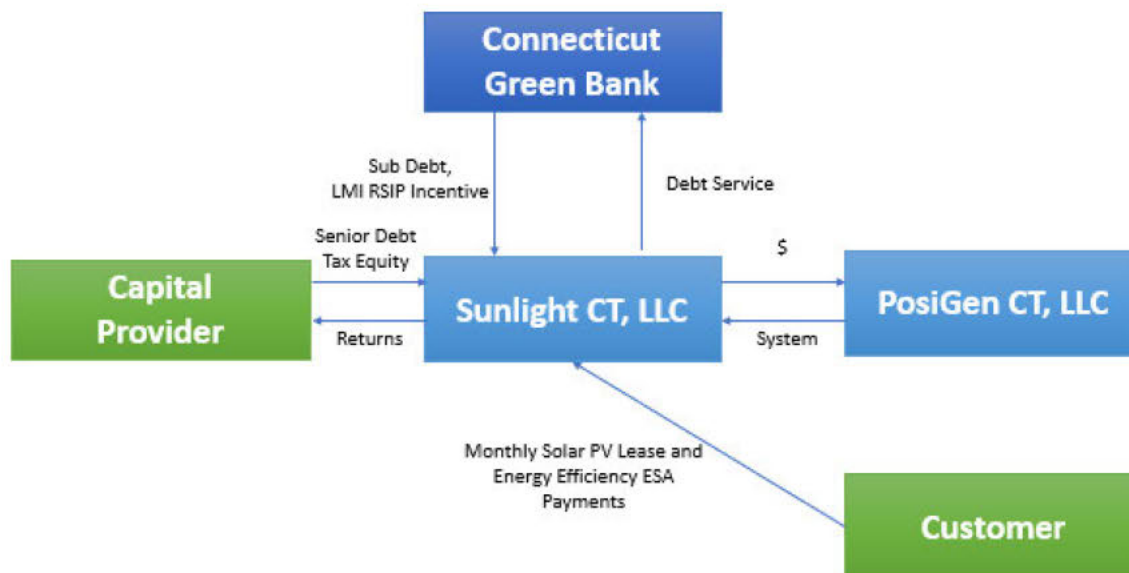 Connecticut
Green Bank
Sub Debt,
LMI RSIP Incentive
Debt Service
Senior Debt
Tax Equity
$
Capital
Provider
Sunlight CT, LLC
PosiGen CT, LLC
Returns
System
Monthly Solar PV Lease and
Energy Efficiency ESA
Payments
Customer